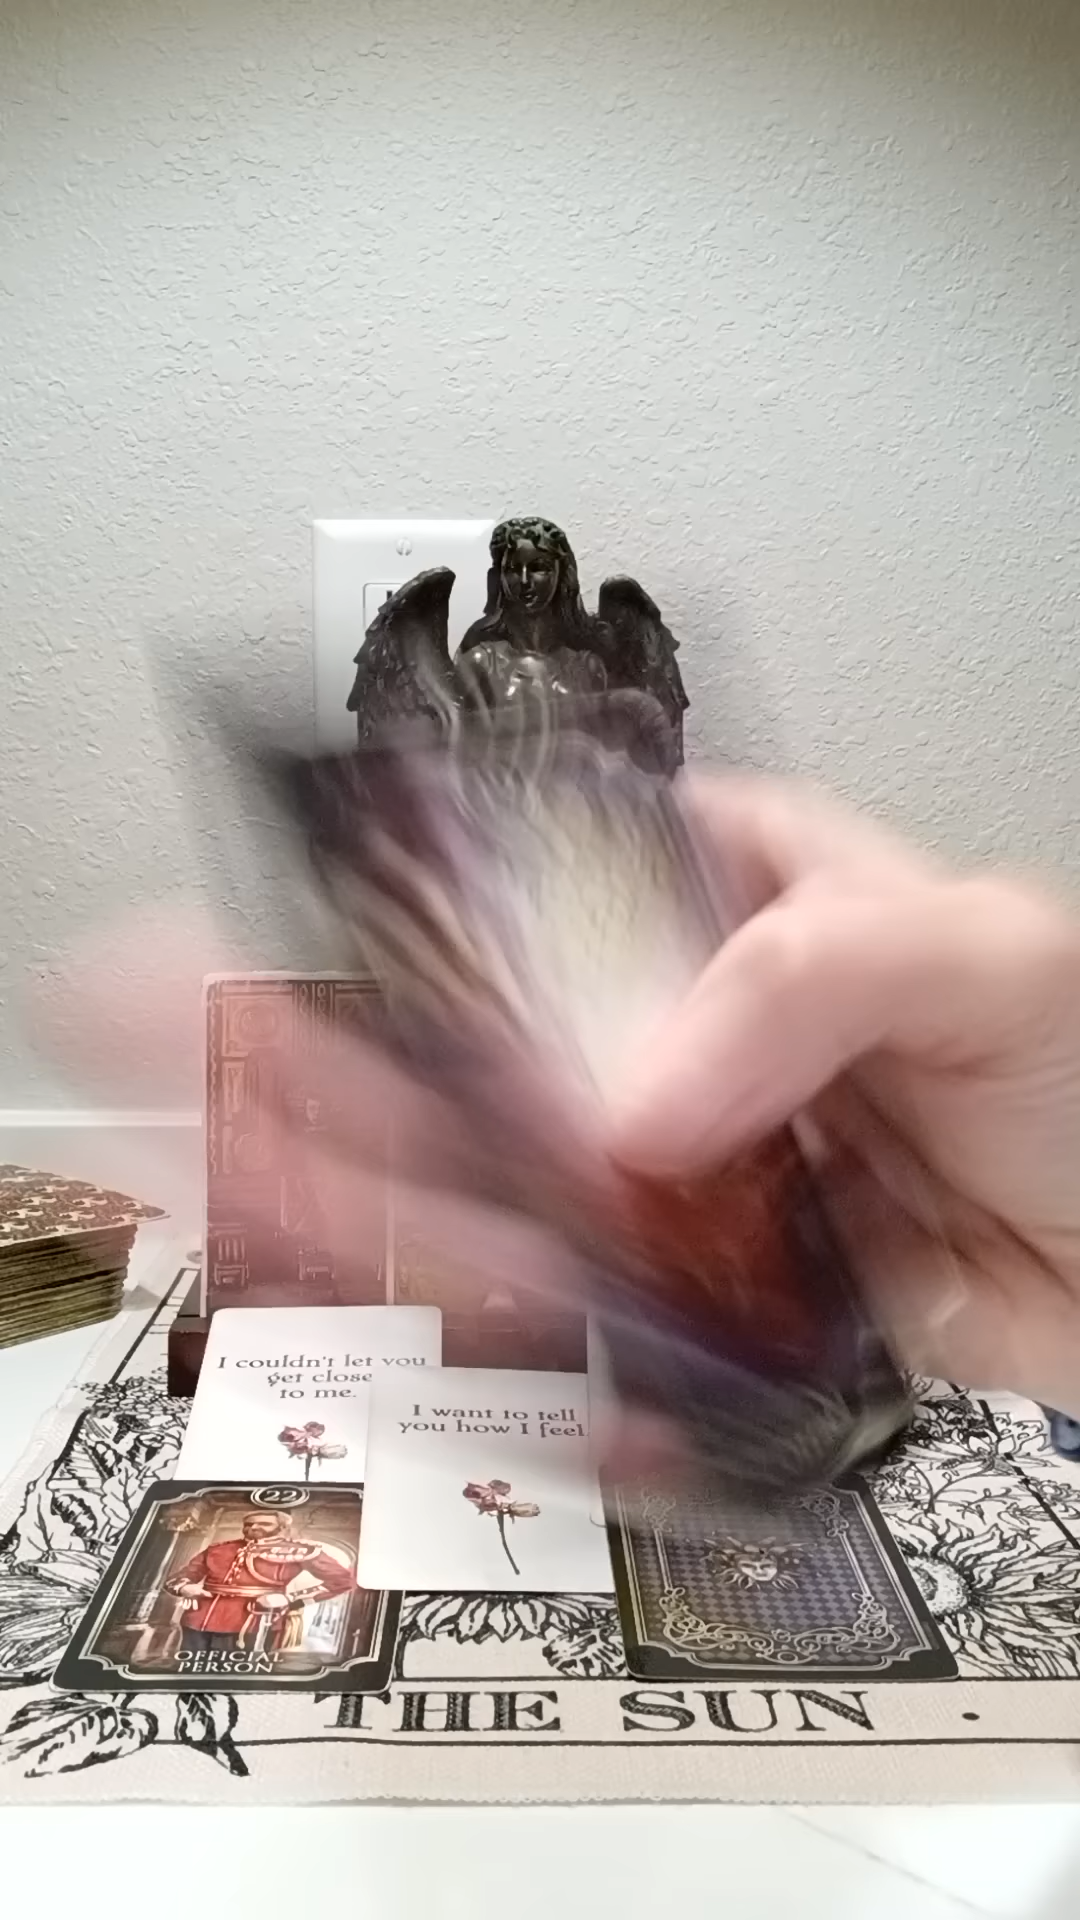 I couldn't let you
get close
to me.
I want to tell
you how I feel.
22
OFFICIAL
PERSON
THE SUN .